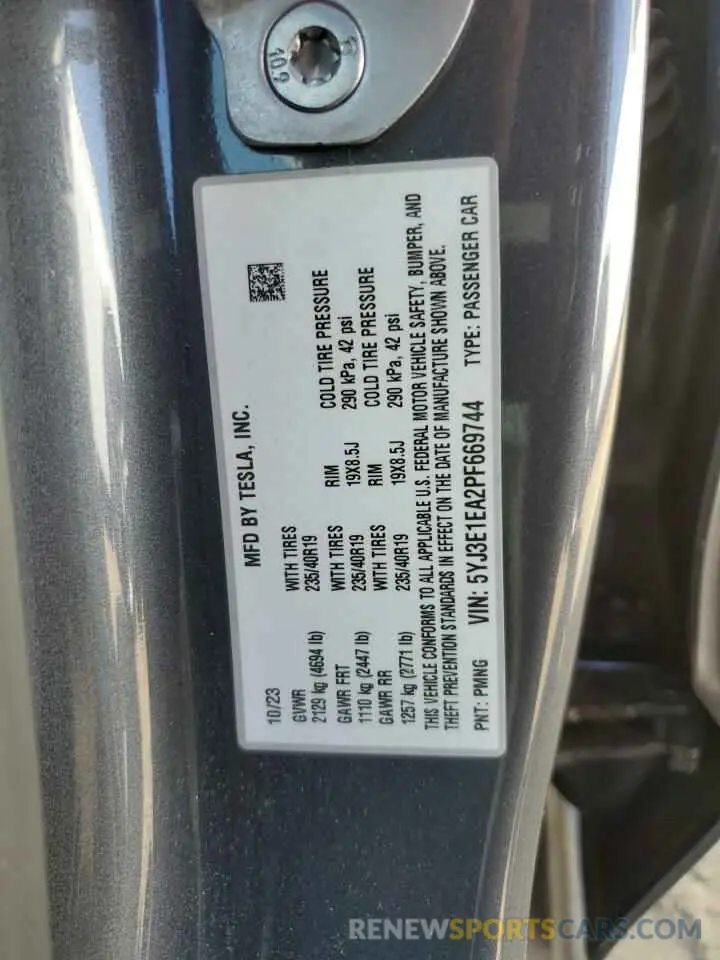 10.9
MFD BY TESLA, INC.
10/23
GVWR WITH TIRES RIM COLD TIRE PRESSURE
2129 kg (4694 lb) 235/40R19 19X8.5J 290 kPa, 42 psi
GAWR FRT WITH TIRES RIM COLD TIRE PRESSURE
1110 kg (2447 lb) 235/40R19 19X8.5J 290 kPa, 42 psi
GAWR RR WITH TIRES
1257 kg (2771 lb) 235/40R19
THIS VEHICLE CONFORMS TO ALL APPLICABLE U.S. FEDERAL MOTOR VEHICLE SAFETY, BUMPER, AND
THEFT PREVENTION STANDARDS IN EFFECT ON THE DATE OF MANUFACTURE SHOWN ABOVE.
PNT: PMNG VIN: 5YJ3E1EA2PF669744 TYPE: PASSENGER CAR
RENEWSPORTSCARS.COM